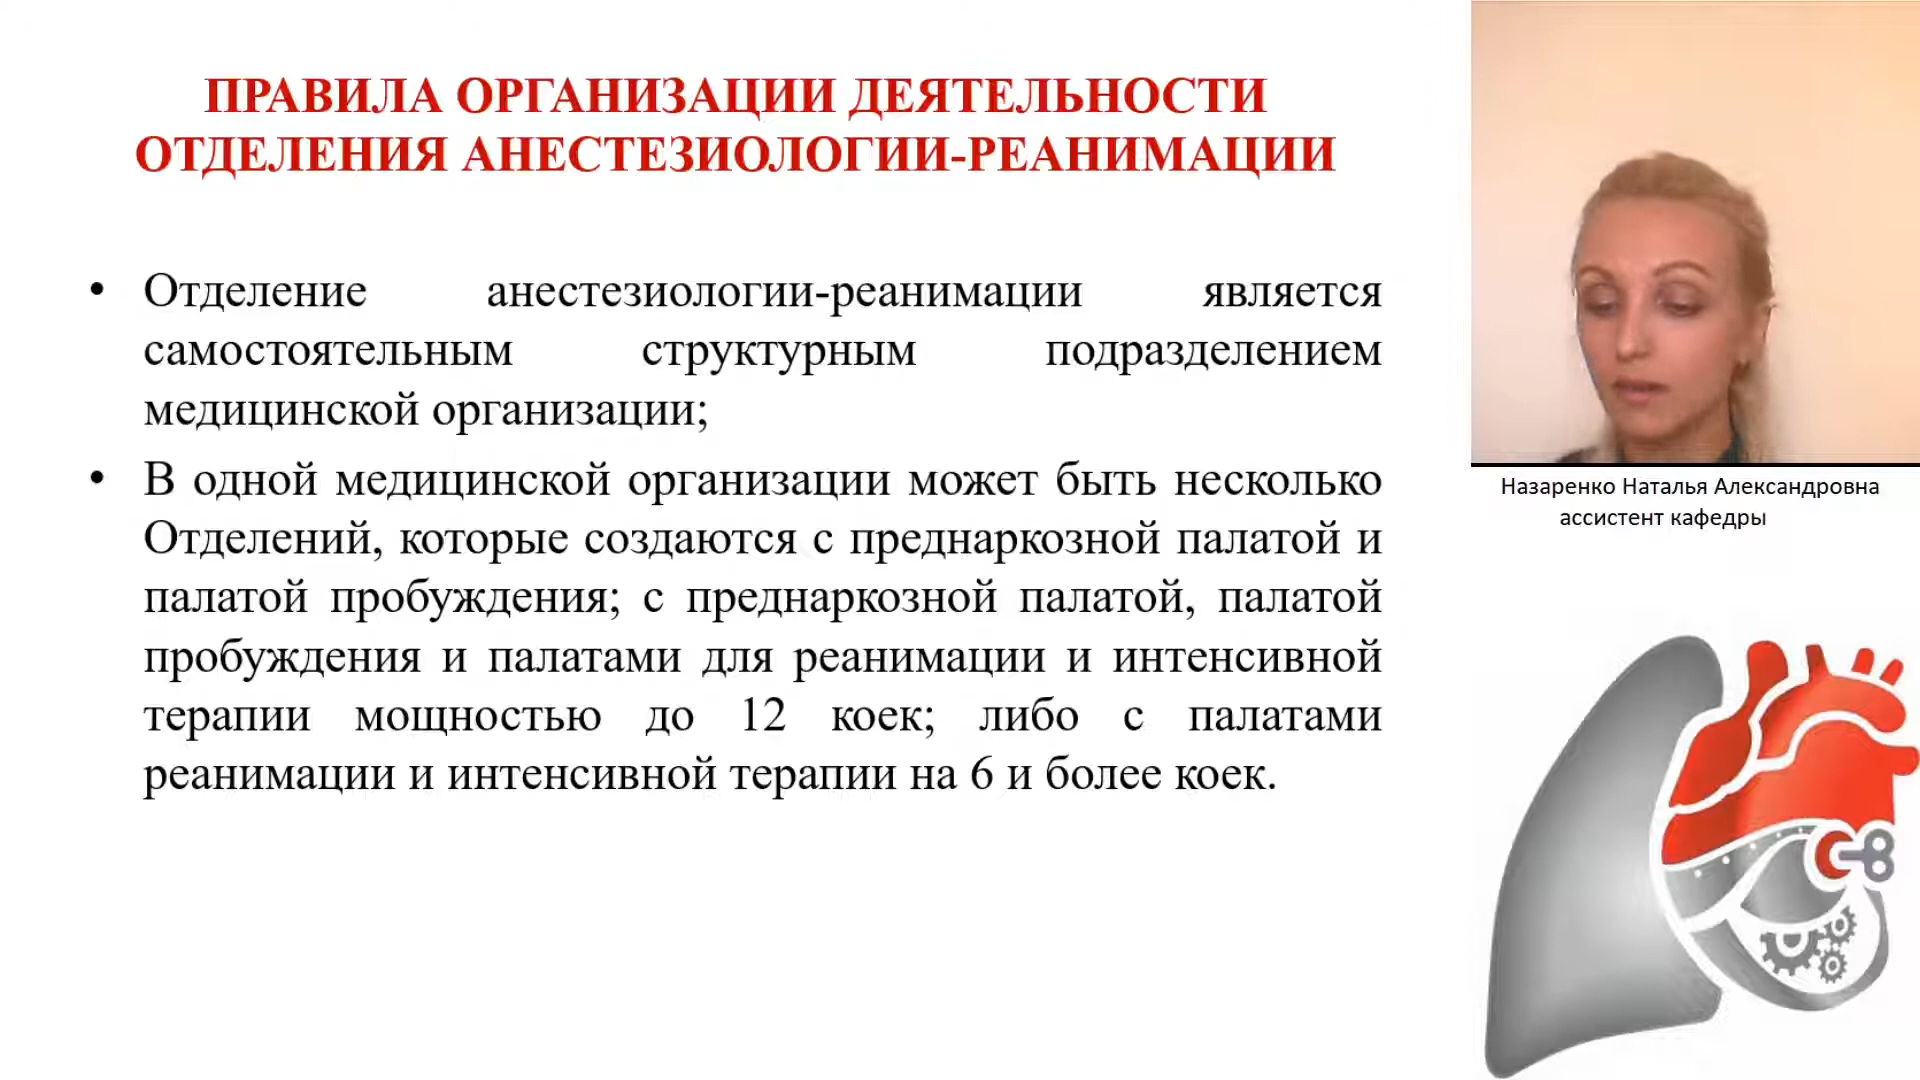 ПРАВИЛА ОРГАНИЗАЦИИ ДЕЯТЕЛЬНОСТИ
ОТДЕЛЕНИЯ АНЕСТЕЗИОЛОГИИ-РЕАНИМАЦИИ
• Отделение анестезиологии-реанимации является
самостоятельным структурным подразделением
медицинской организации;
• В одной медицинской организации может быть несколько
Отделений, которые создаются с преднаркозной палатой и
палатой пробуждения; с преднаркозной палатой, палатой
пробуждения и палатами для реанимации и интенсивной
терапии мощностью до 12 коек; либо с палатами
реанимации и интенсивной терапии на 6 и более коек.
Назаренко Наталья Александровна
ассистент кафедры